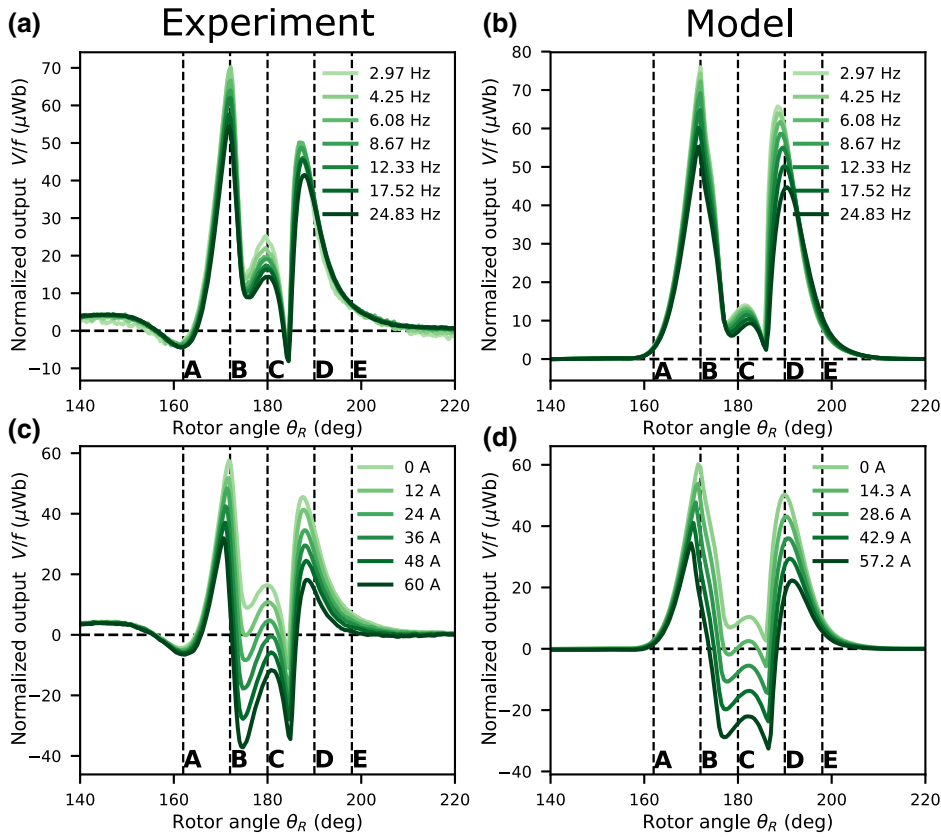 Experiment
Model
(a)
70
60
50
40
30
20
10
0
−10
Normalized output V/f (μWb)
2.97 Hz
4.25 Hz
6.08 Hz
8.67 Hz
12.33 Hz
17.52 Hz
24.83 Hz
A B C D E
140 160 180 200 220
Rotor angle θR (deg)
(b)
80
70
60
50
40
30
20
10
0
Normalized output V/f (μWb)
2.97 Hz
4.25 Hz
6.08 Hz
8.67 Hz
12.33 Hz
17.52 Hz
24.83 Hz
A B C D E
140 160 180 200 220
Rotor angle θR (deg)
(c)
60
40
20
0
−20
−40
Normalized output V/f (μWb)
0 A
12 A
24 A
36 A
48 A
60 A
A B C D E
140 160 180 200 220
Rotor angle θR (deg)
(d)
60
40
20
0
−20
−40
Normalized output V/f (μWb)
0 A
14.3 A
28.6 A
42.9 A
57.2 A
A B C D E
140 160 180 200 220
Rotor angle θR (deg)